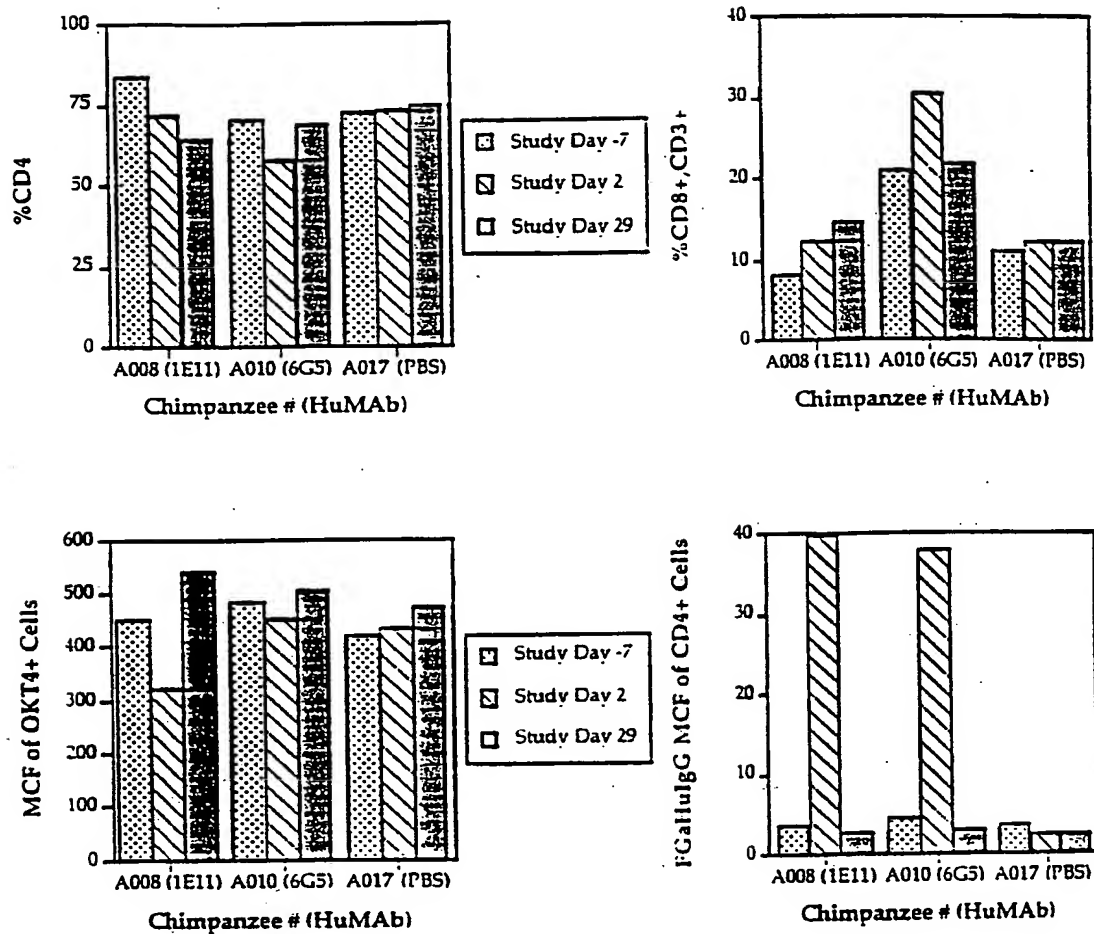 100
75
50
25
0
%CD4
A008 (1E11) A010 (6G5) A017 (PBS)
Chimpanzee # (HuMAb)
Study Day -7
Study Day 2
Study Day 29
40
30
20
10
0
%CD8+,CD3+
A008 (1E11) A010 (6G5) A017 (PBS)
Chimpanzee # (HuMAb)
600
500
400
300
200
100
0
MCF of OKT4+ Cells
A008 (1E11) A010 (6G5) A017 (PBS)
Chimpanzee # (HuMAb)
Study Day -7
Study Day 2
Study Day 29
40
30
20
10
0
FGaHuIgG MCF of CD4+ Cells
A008 (1E11) A010 (6G5) A017 (PBS)
Chimpanzee # (HuMAb)